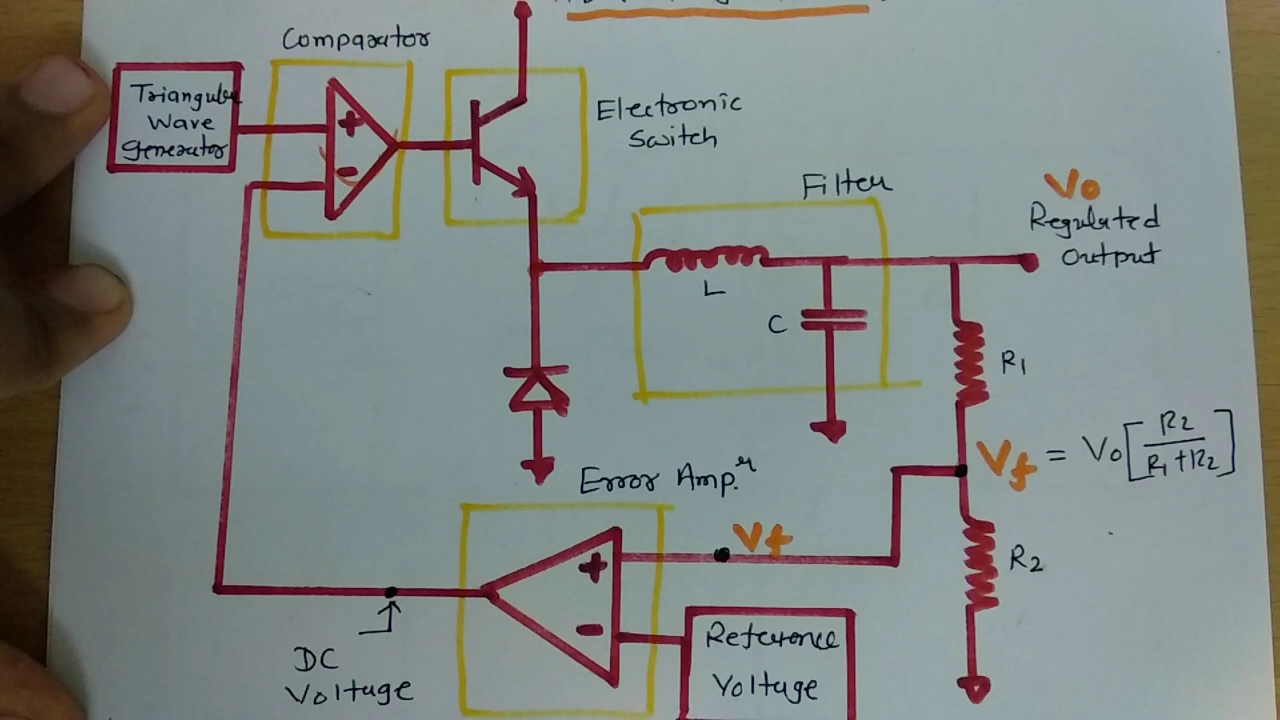 Comparator
Triangular
Wave
Generator
+
-
Electronic
Switch
Filter
Vo
Regulated
Output
L
C
R1
Vf = Vo[R2/R1+R2]
Error Amp.r
Vf
+
-
R2
DC
Voltage
Reference
Voltage